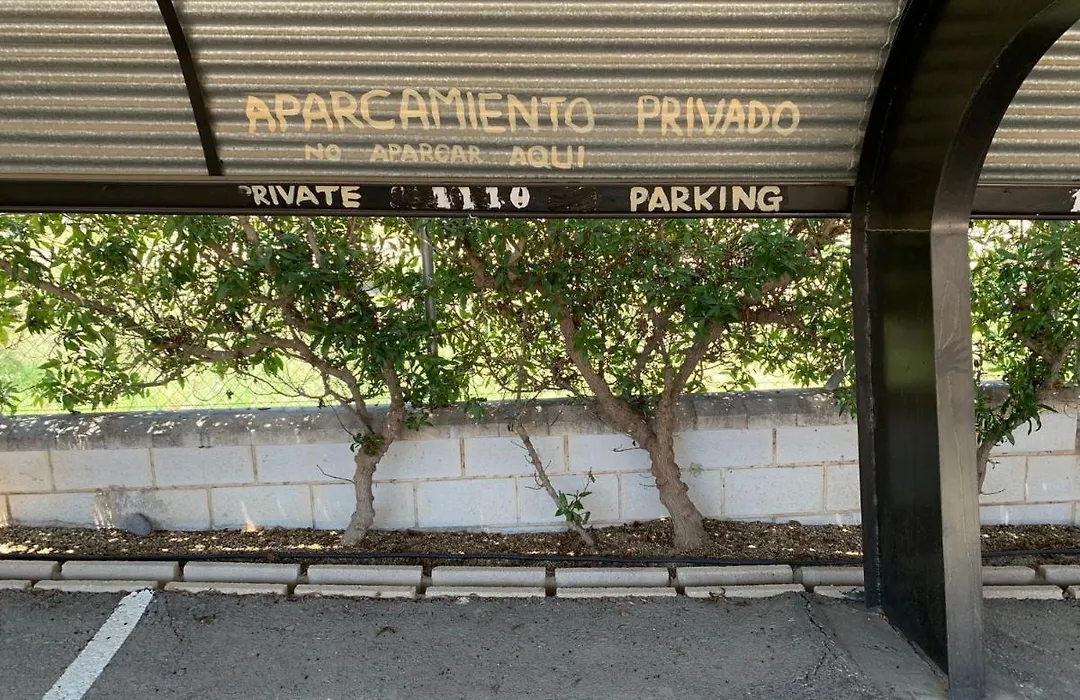 APARCAMIENTO PRIVADO
NO APARCAR AQUI
PRIVATE 1110 PARKING